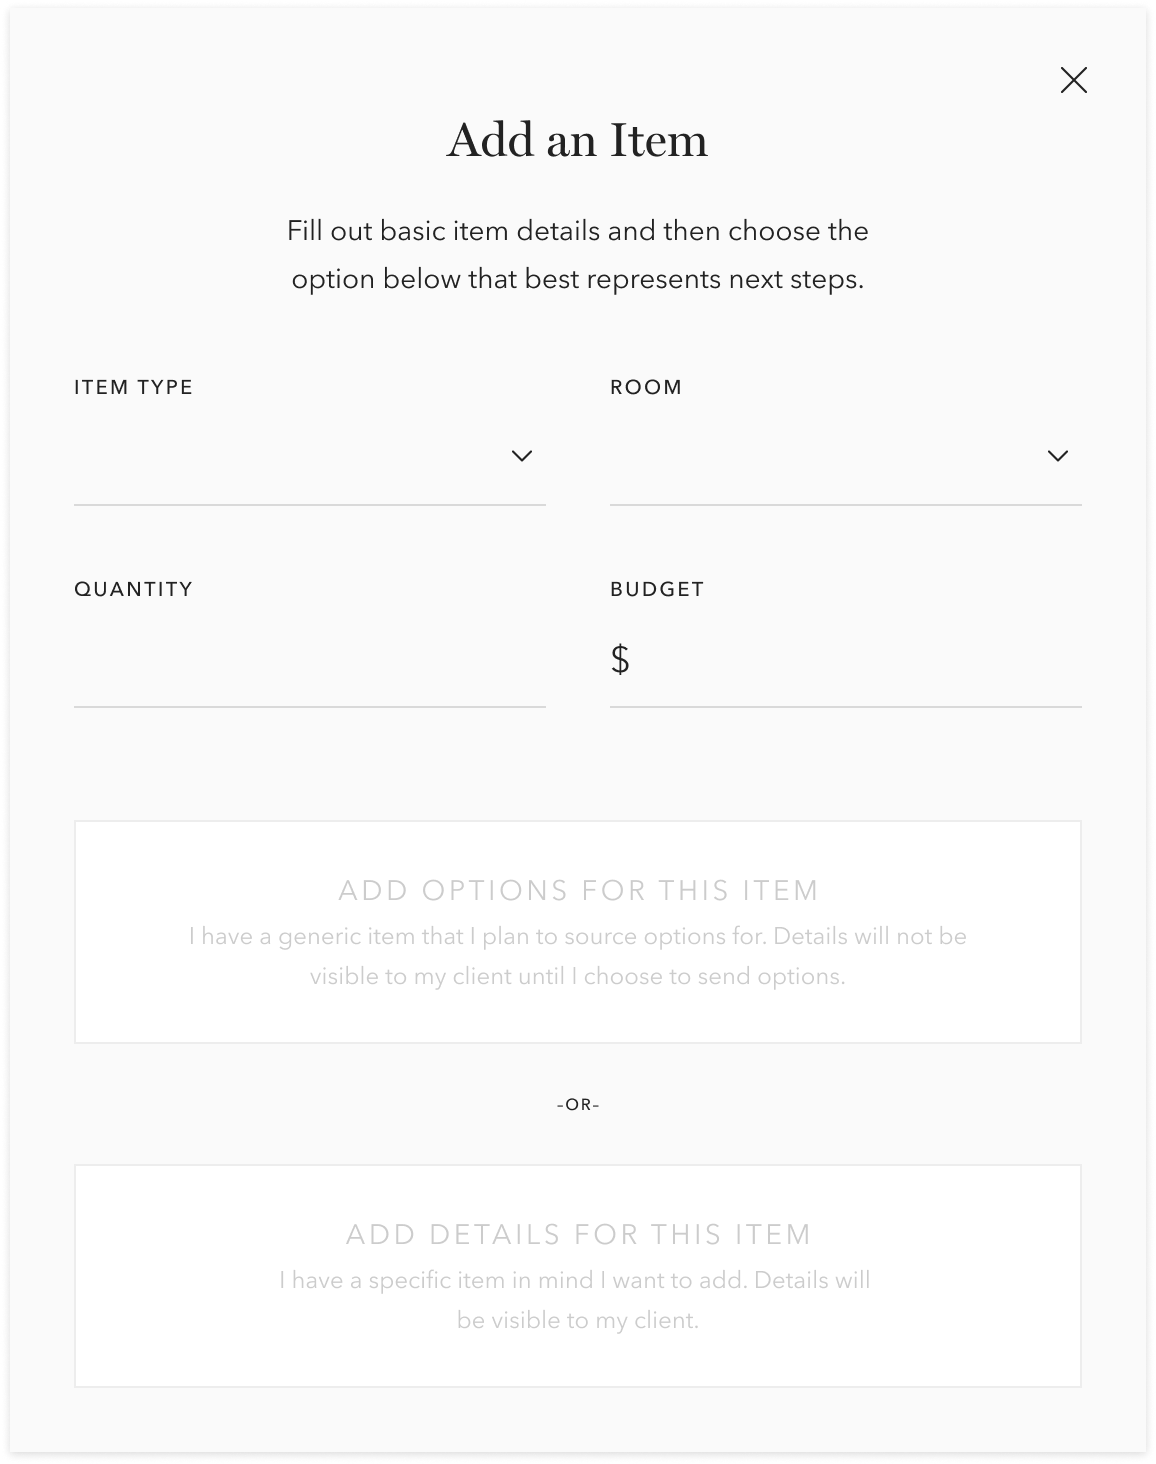 Add an Item
Fill out basic item details and then choose the
option below that best represents next steps.
ITEM TYPE
ROOM
QUANTITY
BUDGET
$
ADD OPTIONS FOR THIS ITEM
I have a generic item that I plan to source options for. Details will not be
visible to my client until I choose to send options.
-OR-
ADD DETAILS FOR THIS ITEM
I have a specific item in mind I want to add. Details will
be visible to my client.